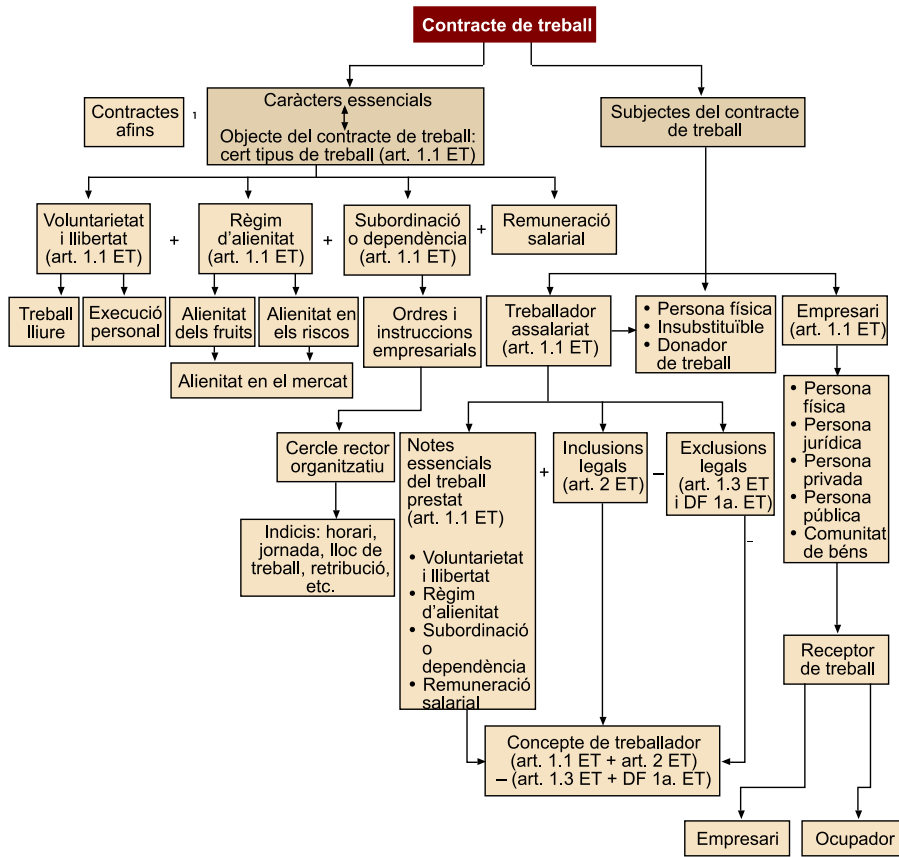 Contracte de treball
Contractes
afins
1
Caràcters essencials
Objecte del contracte de treball:
cert tipus de treball (art. 1.1 ET)
Subjectes del contracte
de treball
Voluntarietat
i llibertat
(art. 1.1 ET)
+
Règim
d’alienitat
(art. 1.1 ET)
+
Subordinació
o dependència
(art. 1.1 ET)
+
Remuneració
salarial
Treball
lliure
Execució
personal
Alienitat
dels fruits
Alienitat en
els riscos
Alienitat en el mercat
Ordres i
instruccions
empresarials
Treballador
assalariat
(art. 1.1 ET)
• Persona física
• Insubstituïble
• Donador
de treball
Empresari
(art. 1.1 ET)
• Persona
física
• Persona
jurídica
• Persona
privada
• Persona
pública
• Comunitat
de béns
Cercle rector
organitzatiu
Indicis: horari,
jornada, lloc de
treball, retribució,
etc.
Notes
essencials
del treball
prestat
(art. 1.1 ET)
• Voluntarietat
i llibertat
• Règim
d’alienitat
• Subordinació
o
dependència
• Remuneració
salarial
+
Inclusions
legals
(art. 2 ET)
–
Exclusions
legals
(art. 1.3 ET
i DF 1a. ET)
–
Receptor
de treball
Concepte de treballador
(art. 1.1 ET + art. 2 ET)
– (art. 1.3 ET + DF 1a. ET)
Empresari
Ocupador